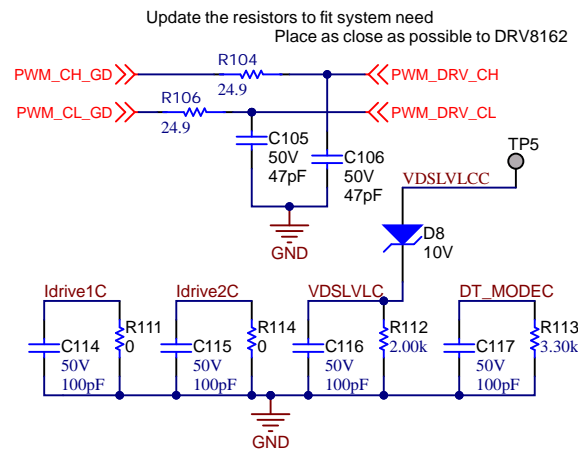 Update the resistors to fit system need
Place as close as possible to DRV8162
R104
PWM_CH_GD
PWM_DRV_CH
24.9
R106
PWM_CL_GD
PWM_DRV_CL
24.9
C105
50V
47pF
C106
50V
47pF
GND
TP5
VDSLVLCC
D8
10V
Idrive1C
Idrive2C
VDSLVLC
DT_MODEC
C114
50V
100pF
R111
0
C115
50V
100pF
R114
0
C116
50V
100pF
R112
2.00k
C117
50V
100pF
R113
3.30k
GND